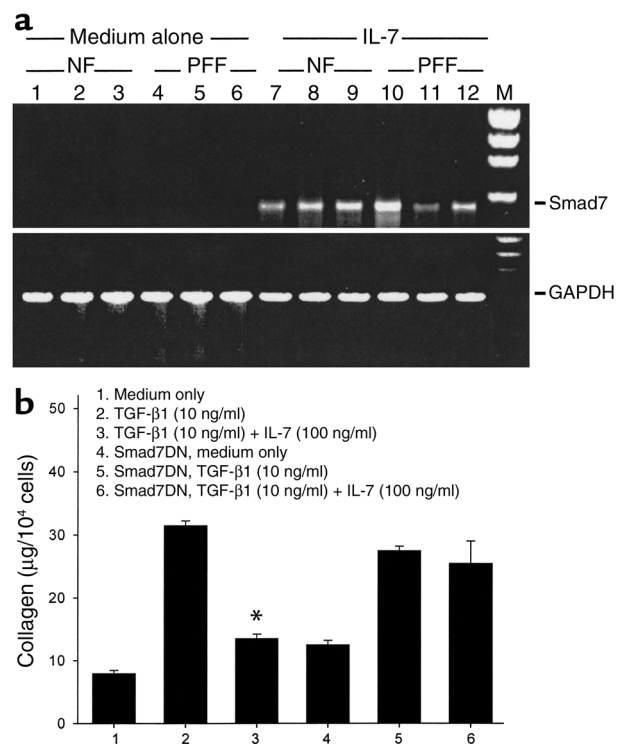 a
Medium alone IL-7
NF PFF NF PFF
1 2 3 4 5 6 7 8 9 10 11 12 M
Smad7
GAPDH
b
1. Medium only
2. TGF-β1 (10 ng/ml)
3. TGF-β1 (10 ng/ml) + IL-7 (100 ng/ml)
4. Smad7DN, medium only
5. Smad7DN, TGF-β1 (10 ng/ml)
6. Smad7DN, TGF-β1 (10 ng/ml) + IL-7 (100 ng/ml)
Collagen (μg/10⁴ cells)
50
40
30
20
10
0
*
1 2 3 4 5 6